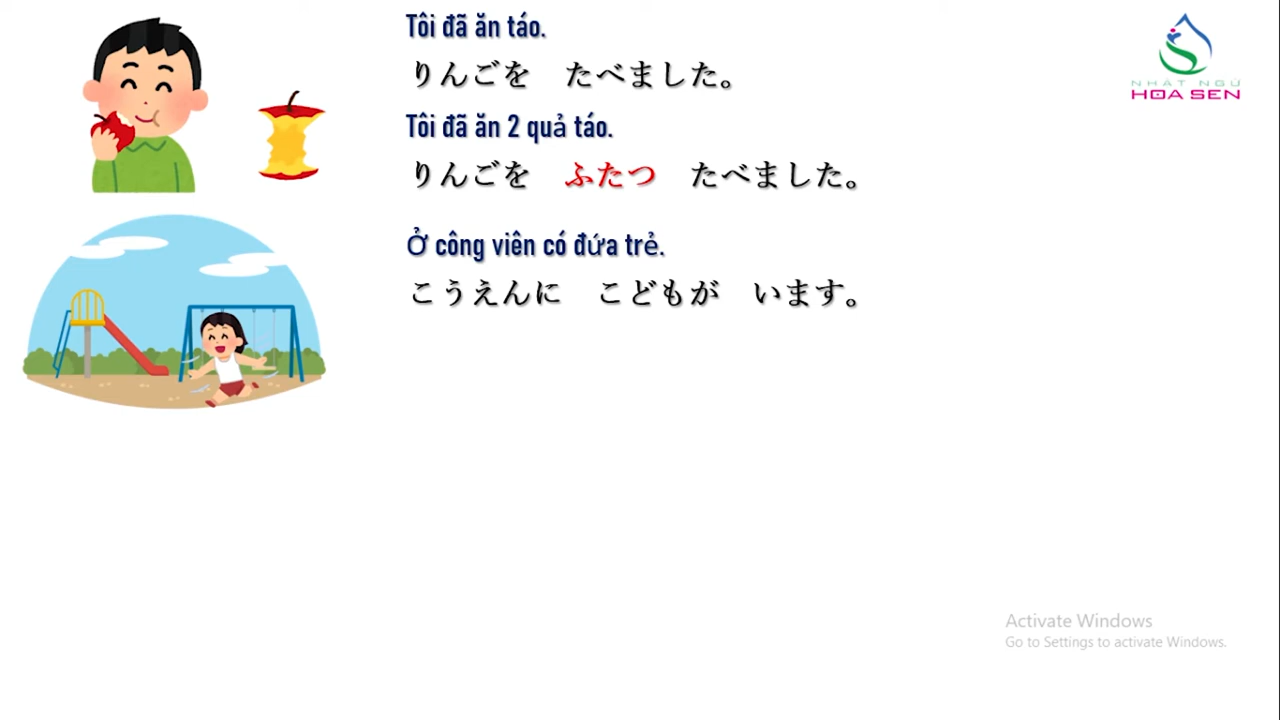 Tôi đã ăn táo.
りんごを　たべました。
Tôi đã ăn 2 quả táo.
りんごを　ふたつ　たべました。
Ở công viên có đứa trẻ.
こうえんに　こどもが　います。
NHẬT NGỮ
HOA SEN
Activate Windows
Go to Settings to activate Windows.